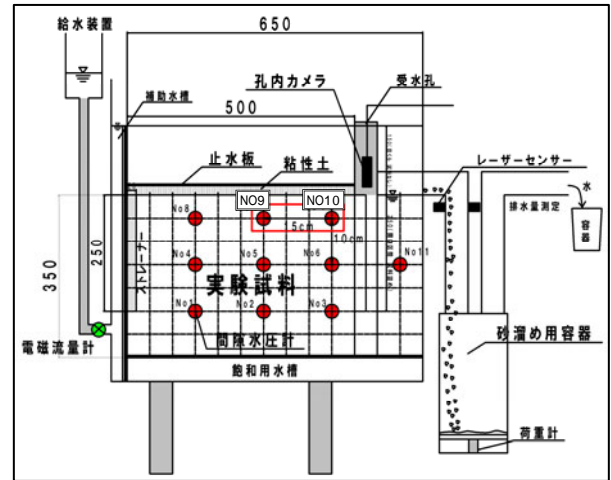 給水装置
650
孔内カメラ
受水孔
補助水槽
500
レーザーセンサー
止水板
粘性土
水
NO9
NO10
排水量測定
No8
5cm
容器
10cm
250
350
ストレーナー
No4
No5
No6
No11
実験試料
No1
No2
No3
砂溜め用容器
間隙水圧計
電磁流量計
飽和用水槽
荷重計